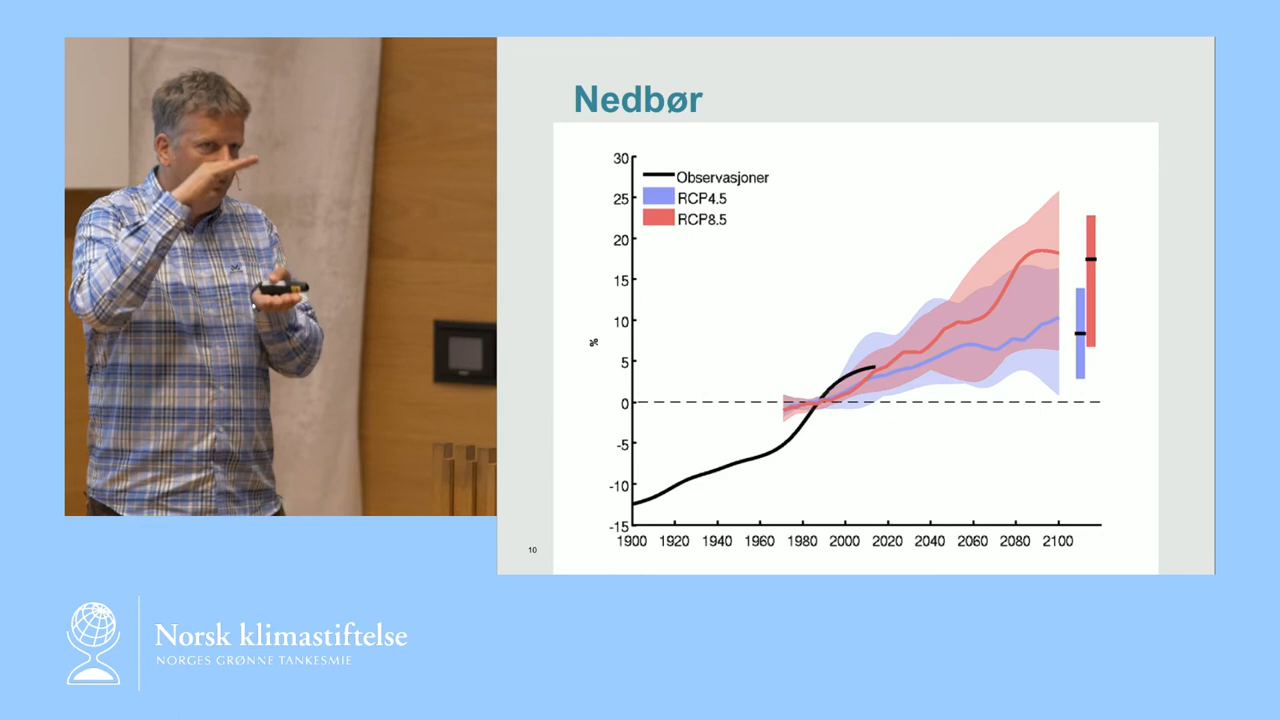 Nedbør
30
25
20
15
10
5
0
-5
-10
-15
%
Observasjoner
RCP4.5
RCP8.5
1900 1920 1940 1960 1980 2000 2020 2040 2060 2080 2100
10
Norsk klimastiftelse
NORGES GRØNNE TANKESMIE